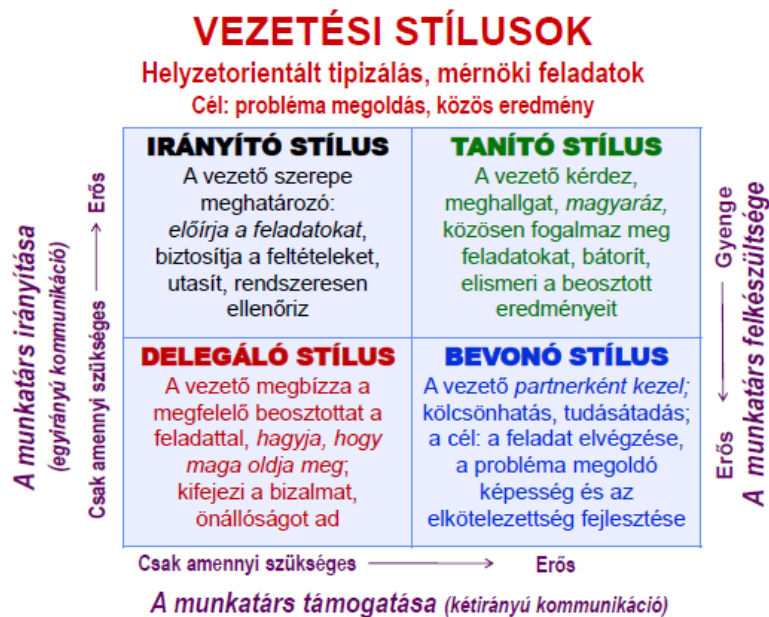 VEZETÉSI STÍLUSOK
Helyzetorientált tipizálás, mérnöki feladatok
Cél: probléma megoldás, közös eredmény
A munkatárs irányítása
(egyirányú kommunikáció)
Csak amennyi szükséges
Erős
IRÁNYÍTÓ STÍLUS
A vezető szerepe
meghatározó:
előírja a feladatokat,
biztosítja a feltételeket,
utasít, rendszeresen
ellenőriz
TANÍTÓ STÍLUS
A vezető kérdez,
meghallgat, magyaráz,
közösen fogalmaz meg
feladatokat, bátorít,
elismeri a beosztott
eredményeit
DELEGÁLÓ STÍLUS
A vezető megbízza a
megfelelő beosztottat a
feladattal, hagyja, hogy
maga oldja meg;
kifejezi a bizalmat,
önállóságot ad
BEVONÓ STÍLUS
A vezető partnerként kezel;
kölcsönhatás, tudásátadás;
a cél: a feladat elvégzése,
a probléma megoldó
képesség és az
elkötelezettség fejlesztése
Gyenge
Erős
A munkatárs felkészültsége
Csak amennyi szükséges
Erős
A munkatárs támogatása (kétirányú kommunikáció)